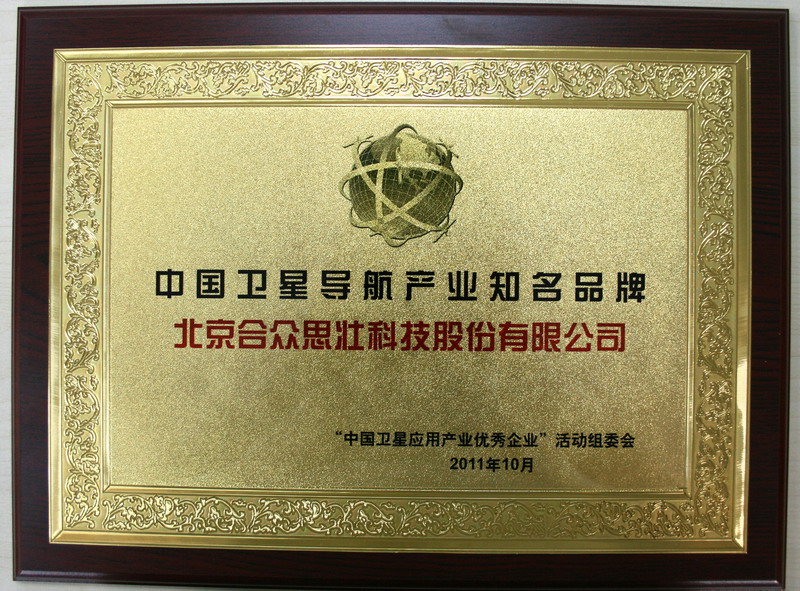 中国卫星导航产业知名品牌
北京合众思壮科技股份有限公司
“中国卫星应用产业优秀企业”活动组委会
2011年10月